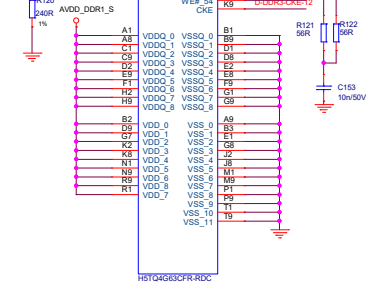 R120
240R
1%
AVDD_DDR1_S
WE#_54
CKE
K9
D-DDR3-CKE-12
R121
56R
R122
56R
C153
10n/50V
A1 VDDQ_0 VSSQ_0 B1
A8 VDDQ_1 VSSQ_1 B9
C1 VDDQ_2 VSSQ_2 D1
C9 VDDQ_3 VSSQ_3 D8
D2 VDDQ_4 VSSQ_4 E2
E9 VDDQ_5 VSSQ_5 E8
F1 VDDQ_6 VSSQ_6 F9
H2 VDDQ_7 VSSQ_7 G1
H9 VDDQ_8 VSSQ_8 G9
B2 VDD_0 VSS_0 A9
D9 VDD_1 VSS_1 B3
G7 VDD_2 VSS_2 E1
K2 VDD_3 VSS_3 G8
K8 VDD_4 VSS_4 J2
N1 VDD_5 VSS_5 J8
N9 VDD_6 VSS_6 M1
R9 VDD_8 VSS_7 M9
R1 VDD_7 VSS_8 P1
VSS_9 P9
VSS_10 T1
VSS_11 T9
H5TQ4G63CFR-RDC